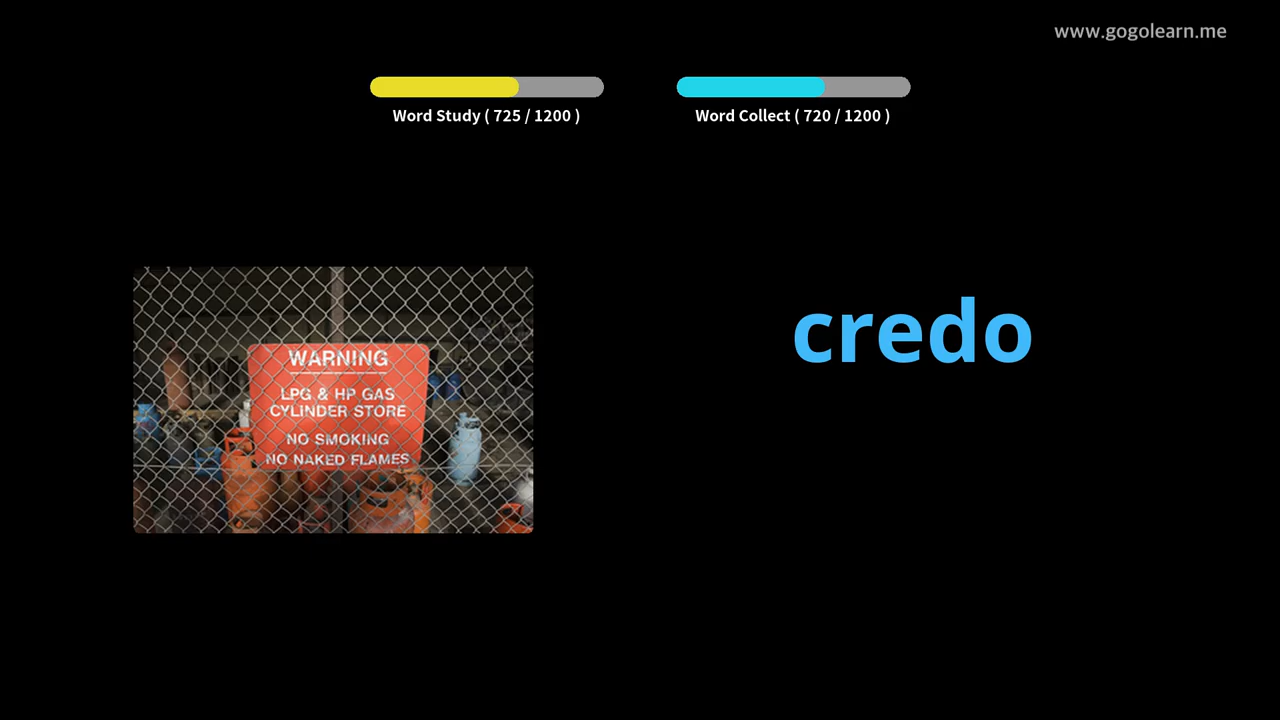 www.gogolearn.me
Word Study ( 725 / 1200 )
Word Collect ( 720 / 1200 )
WARNING
LPG & HP GAS
CYLINDER STORE
NO SMOKING
NO NAKED FLAMES
credo